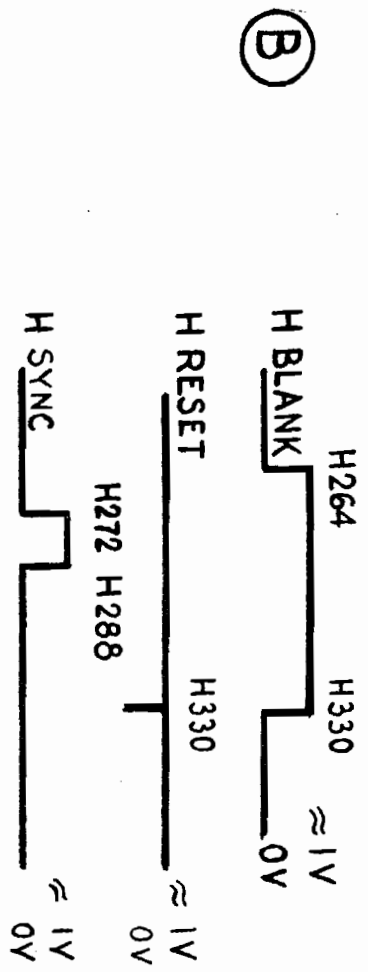 B
H264 H330
H BLANK
≈ 1V
0V
H330
H RESET
≈ 1V
0V
H272 H288
H SYNC
≈ 1V
0V